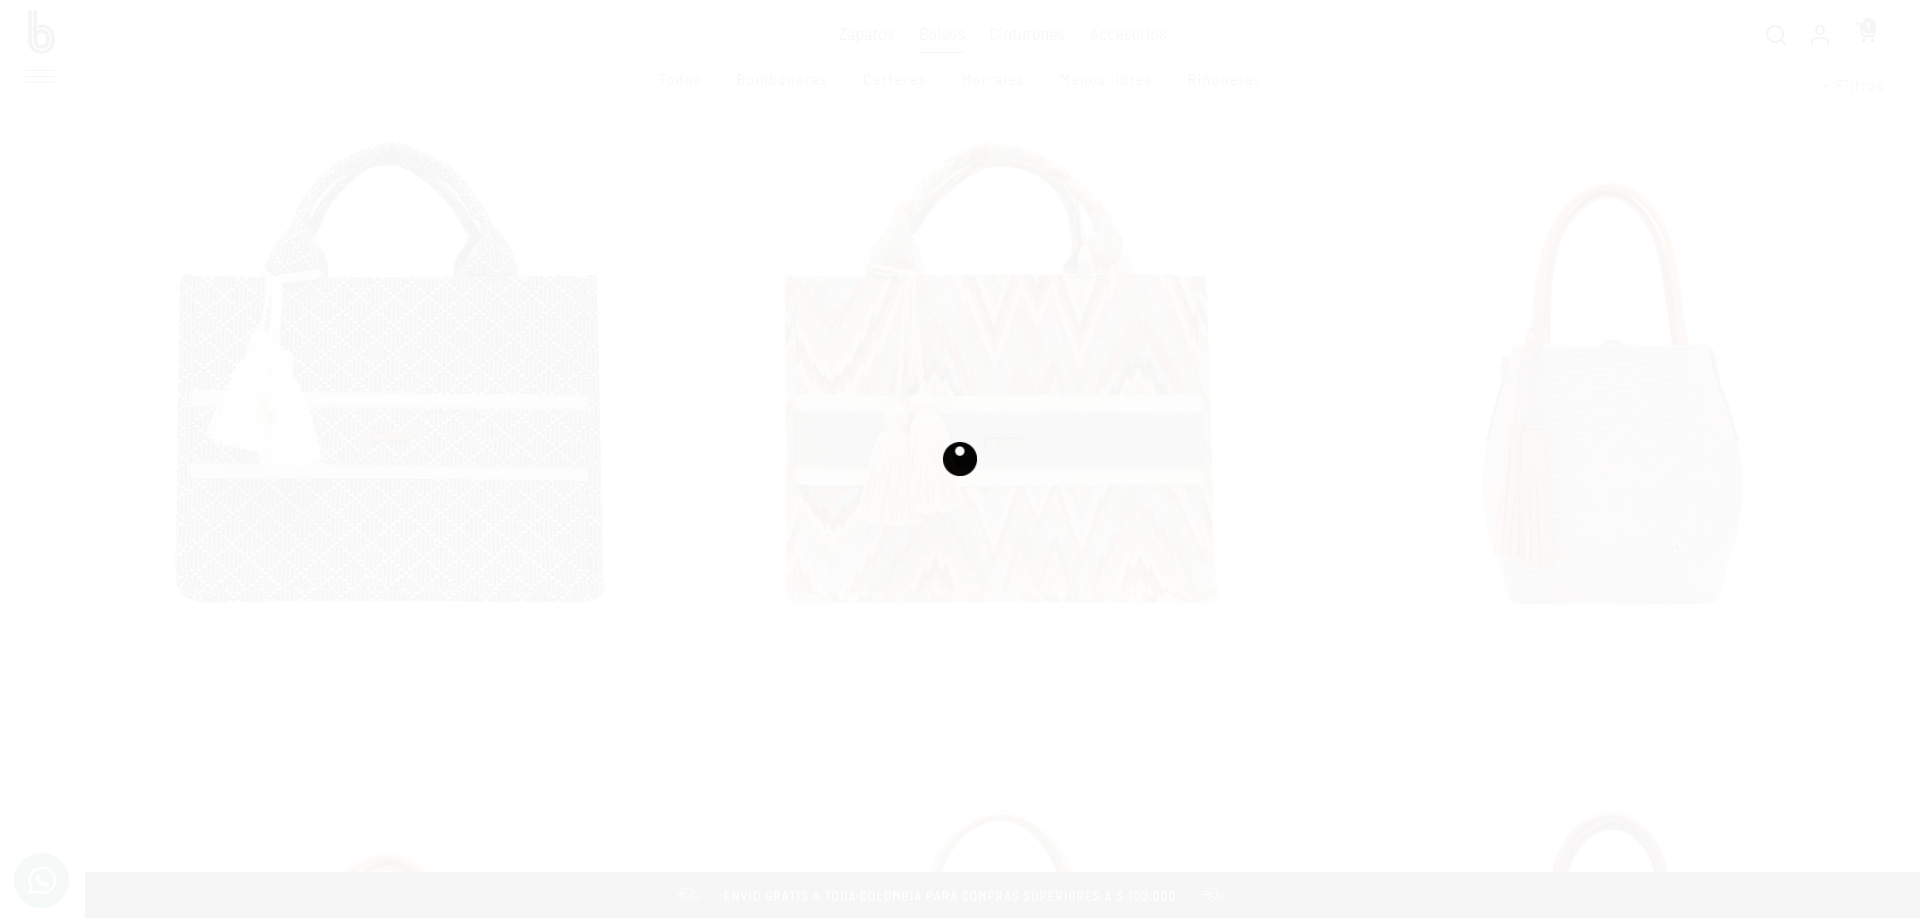 b
Zapatos Bolsos Cinturones Accesorios
1
Todos Bomboneras Carteras Morrales Manos libres Riñoneras
+ Filtros
ENVÍO GRATIS A TODA COLOMBIA PARA COMPRAS SUPERIORES A $ 100.000